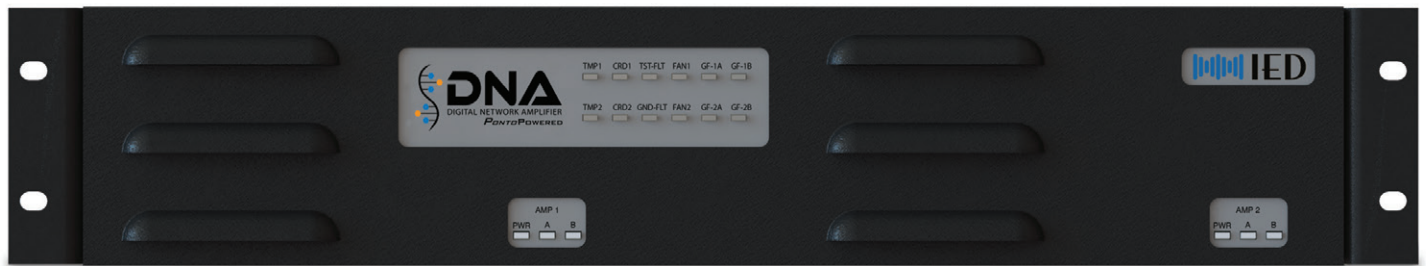 DNA
DIGITAL NETWORK AMPLIFIER
PONTOPOWERED
TMP1 CRD1 TST-FLT FAN1 GF-1A GF-1B
TMP2 CRD2 GND-FLT FAN2 GF-2A GF-2B
IED
AMP 1
PWR A B
AMP 2
PWR A B